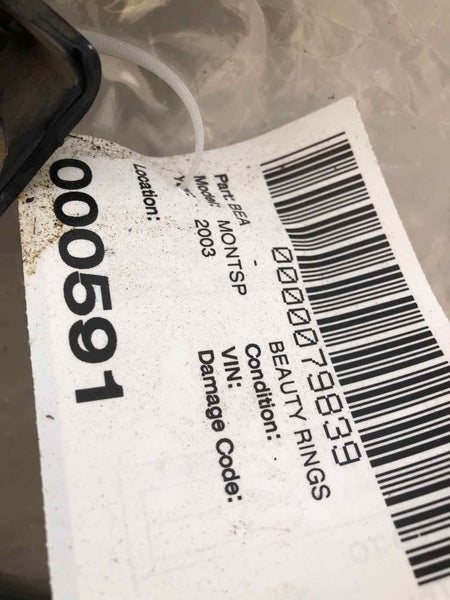 0000079839
Part: BEA - BEAUTY RINGS
Model: MONTSP Condition:
Year: 2003 VIN:
Damage Code:
Location:
000591